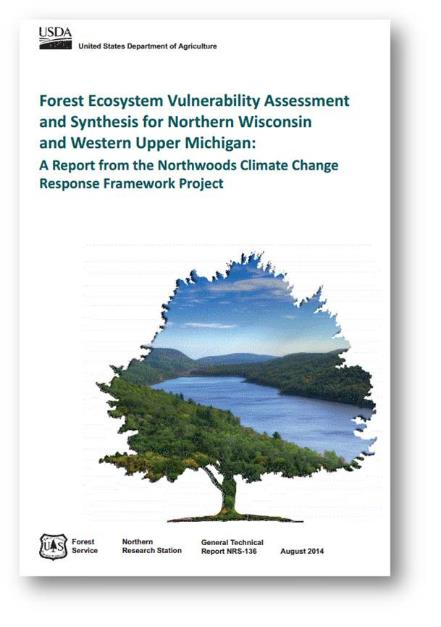 USDA
United States Department of Agriculture
Forest Ecosystem Vulnerability Assessment
and Synthesis for Northern Wisconsin
and Western Upper Michigan:
A Report from the Northwoods Climate Change
Response Framework Project
UAS
Forest
Service
Northern
Research Station
General Technical
Report NRS-136
August 2014